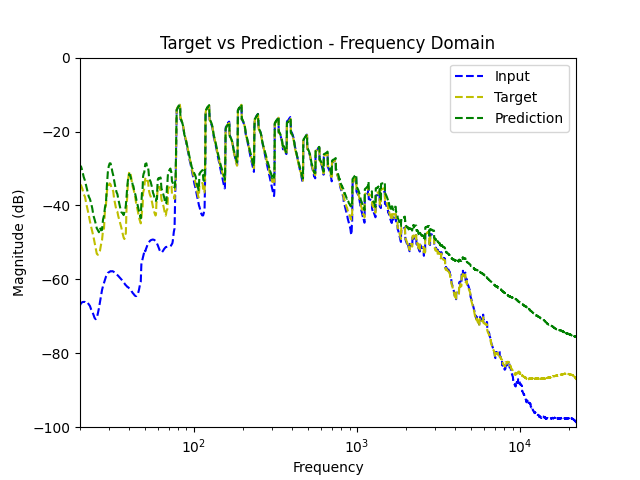 Target vs Prediction - Frequency Domain
Input
Target
Prediction
0
−20
−40
−60
−80
−100
Magnitude (dB)
10²
10³
10⁴
Frequency